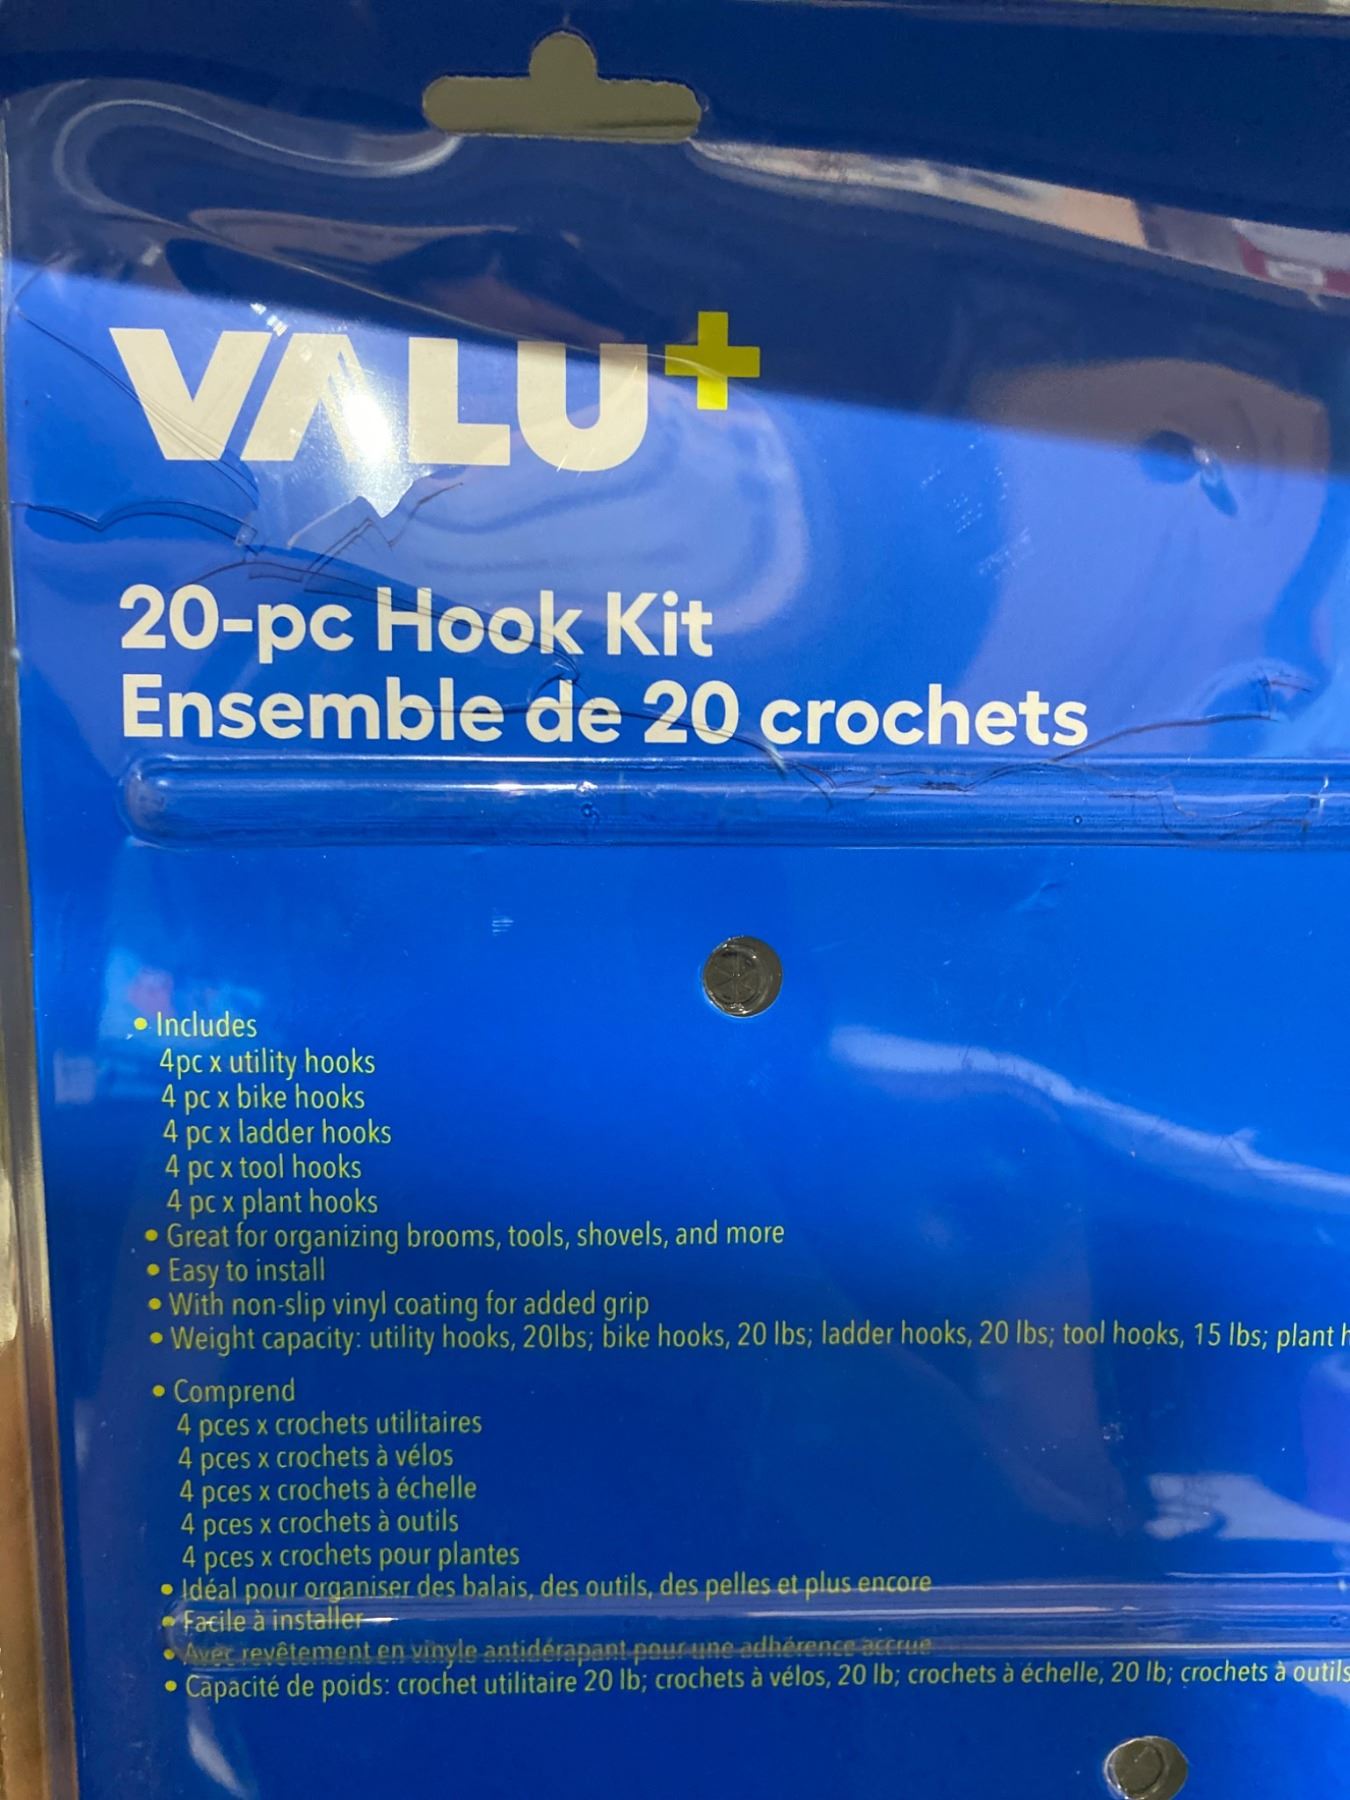 VALU+
20-pc Hook Kit
Ensemble de 20 crochets
• Includes
4pc x utility hooks
4 pc x bike hooks
4 pc x ladder hooks
4 pc x tool hooks
4 pc x plant hooks
• Great for organizing brooms, tools, shovels, and more
• Easy to install
• With non-slip vinyl coating for added grip
• Weight capacity: utility hooks, 20lbs; bike hooks, 20 lbs; ladder hooks, 20 lbs; tool hooks, 15 lbs; plant h
• Comprend
4 pces x crochets utilitaires
4 pces x crochets à vélos
4 pces x crochets à échelle
4 pces x crochets à outils
4 pces x crochets pour plantes
• Idéal pour organiser des balais, des outils, des pelles et plus encore
• Facile à installer
• Avec revêtement en vinyle antidérapant pour une adhérence accrue
• Capacité de poids: crochet utilitaire 20 lb; crochets à vélos, 20 lb; crochets à échelle, 20 lb; crochets à outils